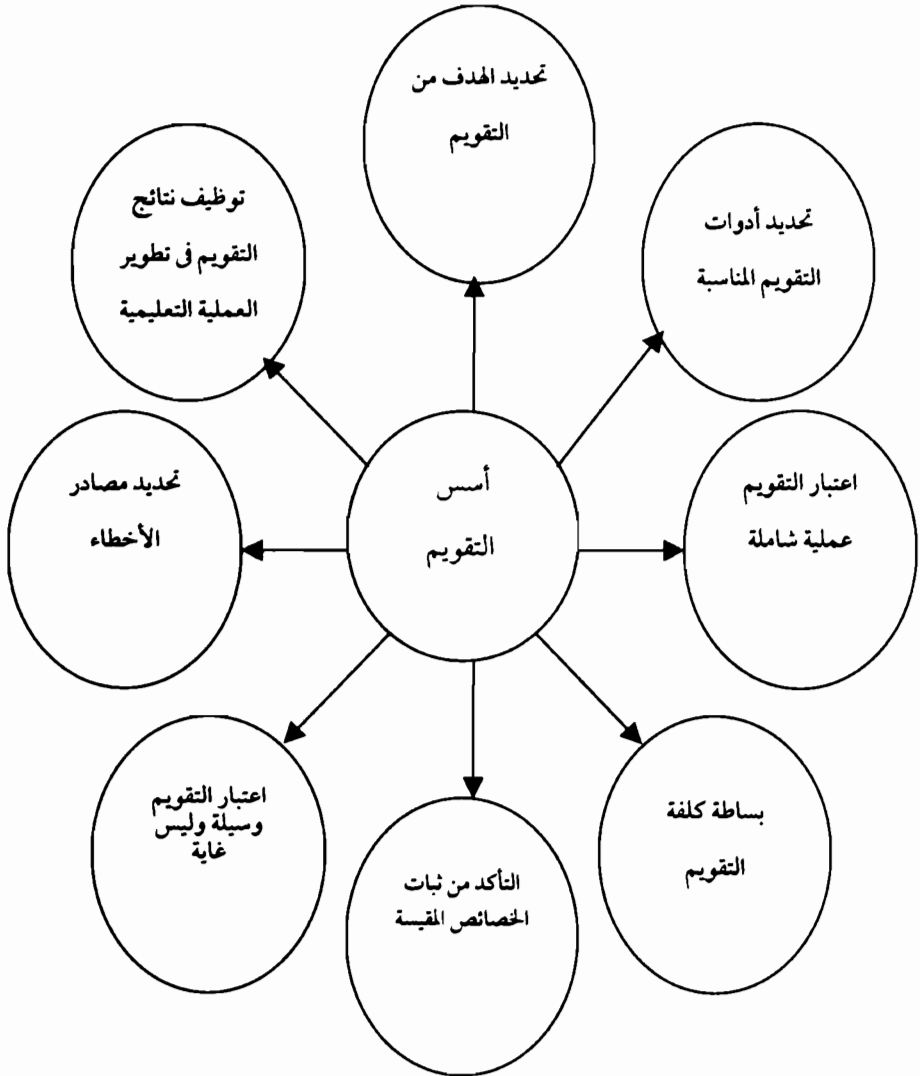 تحديد الهدف من
التقويم
تحديد أدوات
التقويم المناسبة
اعتبار التقويم
عملية شاملة
بساطة كلفة
التقويم
التأكد من ثبات
الخصائص المقيسة
اعتبار التقويم
وسيلة وليس
غاية
تحديد مصادر
الأخطاء
توظيف نتائج
التقويم فى تطوير
العملية التعليمية
أسس
التقويم